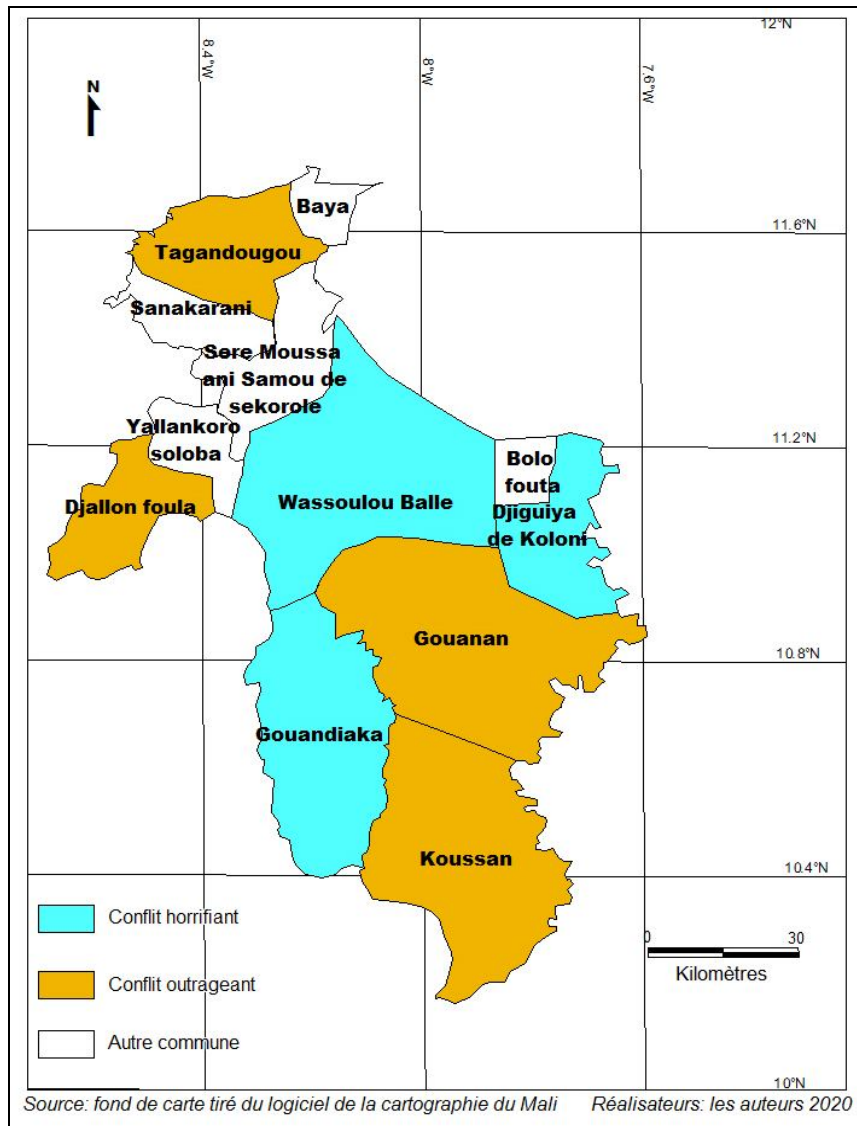 12°N
8.4°W
8°W
7.6°W
N
Baya
11.6°N
Tagandougou
Sanakarani
Sere Moussa
ani Samou de
sekorole
Yallankoro
soloba
11.2°N
Bolo
fouta
Djallon foula
Wassoulou Balle
Djiguiya
de Koloni
Gouanan
10.8°N
Gouandiaka
Koussan
10.4°N
Conflit horrifiant
0 30
Kilomètres
Conflit outrageant
Autre commune
10°N
Source: fond de carte tiré du logiciel de la cartographie du Mali Réalisateurs: les auteurs 2020